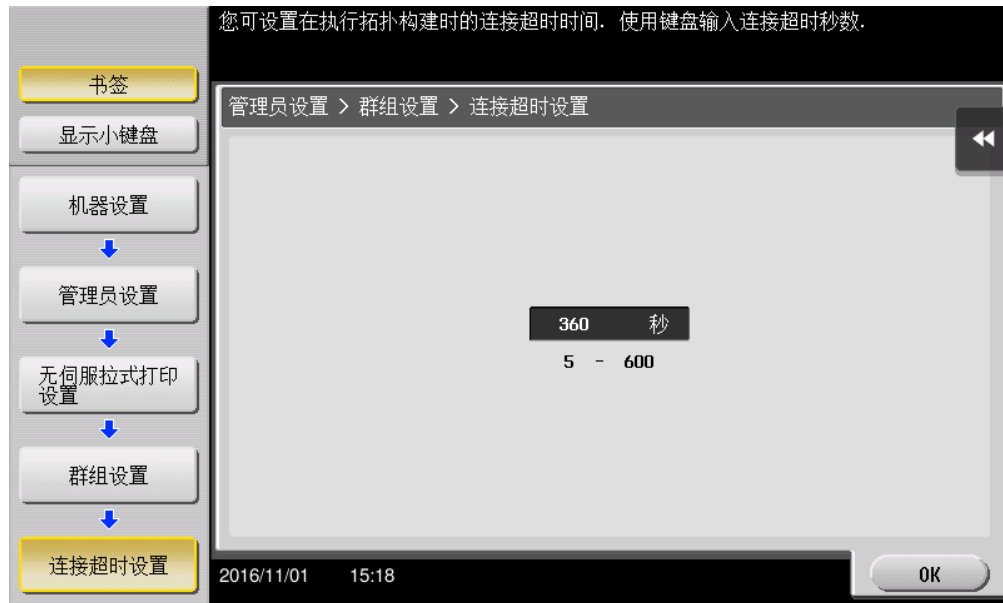 您可设置在执行拓扑构建时的连接超时时间. 使用键盘输入连接超时秒数.
书签
显示小键盘
管理员设置 > 群组设置 > 连接超时设置
机器设置
管理员设置
无伺服拉式打印
设置
群组设置
连接超时设置
360 秒
5 - 600
2016/11/01 15:18
OK